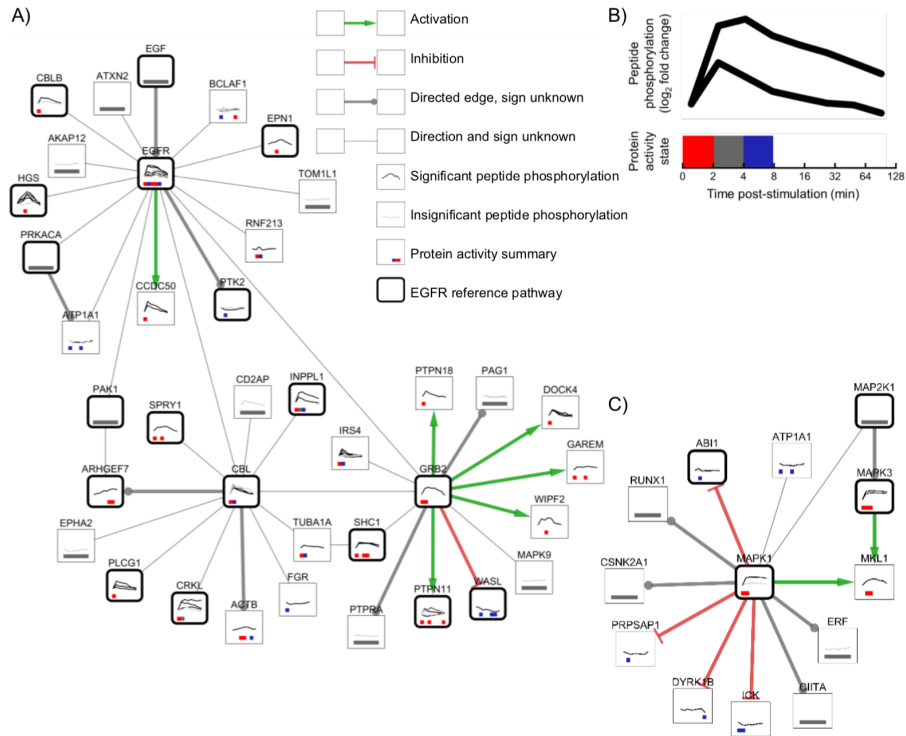 A)
EGF
CBLB
ATXN2
BCLAF1
EPN1
AKAP12
EGFR
HGS
TOM1L1
PRKACA
RNF213
CCDC50
PTK2
ATP1A1
Activation
Inhibition
Directed edge, sign unknown
Direction and sign unknown
Significant peptide phosphorylation
Insignificant peptide phosphorylation
Protein activity summary
EGFR reference pathway
B)
Peptide
phosphorylation
(log2 fold change)
Protein
activity
state
0 2 4 8 16 32 64 128
Time post-stimulation (min)
PAK1
SPRY1
CD2AP
INPPL1
PTPN18
PAG1
DOCK4
IRS4
GAREM
ARHGEF7
CBL
GRB2
WIPF2
EPHA2
TUBA1A
SHC1
MAPK9
PLCG1
CRKL
ACTB
FGR
PTPRA
PTPN11
WASL
C)
MAP2K1
ABI1
ATP1A1
RUNX1
MAPK3
CSNK2A1
MAPK1
MKL1
PRPSAP1
ERF
DYRK1B
ICK
CIITA